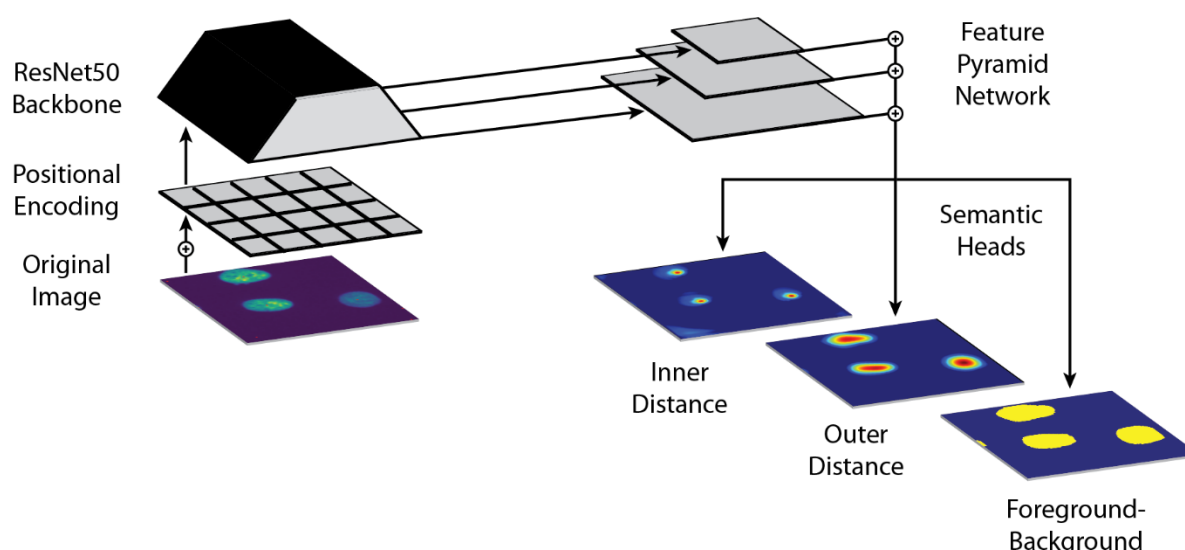 ResNet50
Backbone
Feature
Pyramid
Network
Positional
Encoding
Original
Image
Semantic
Heads
Inner
Distance
Outer
Distance
Foreground-
Background